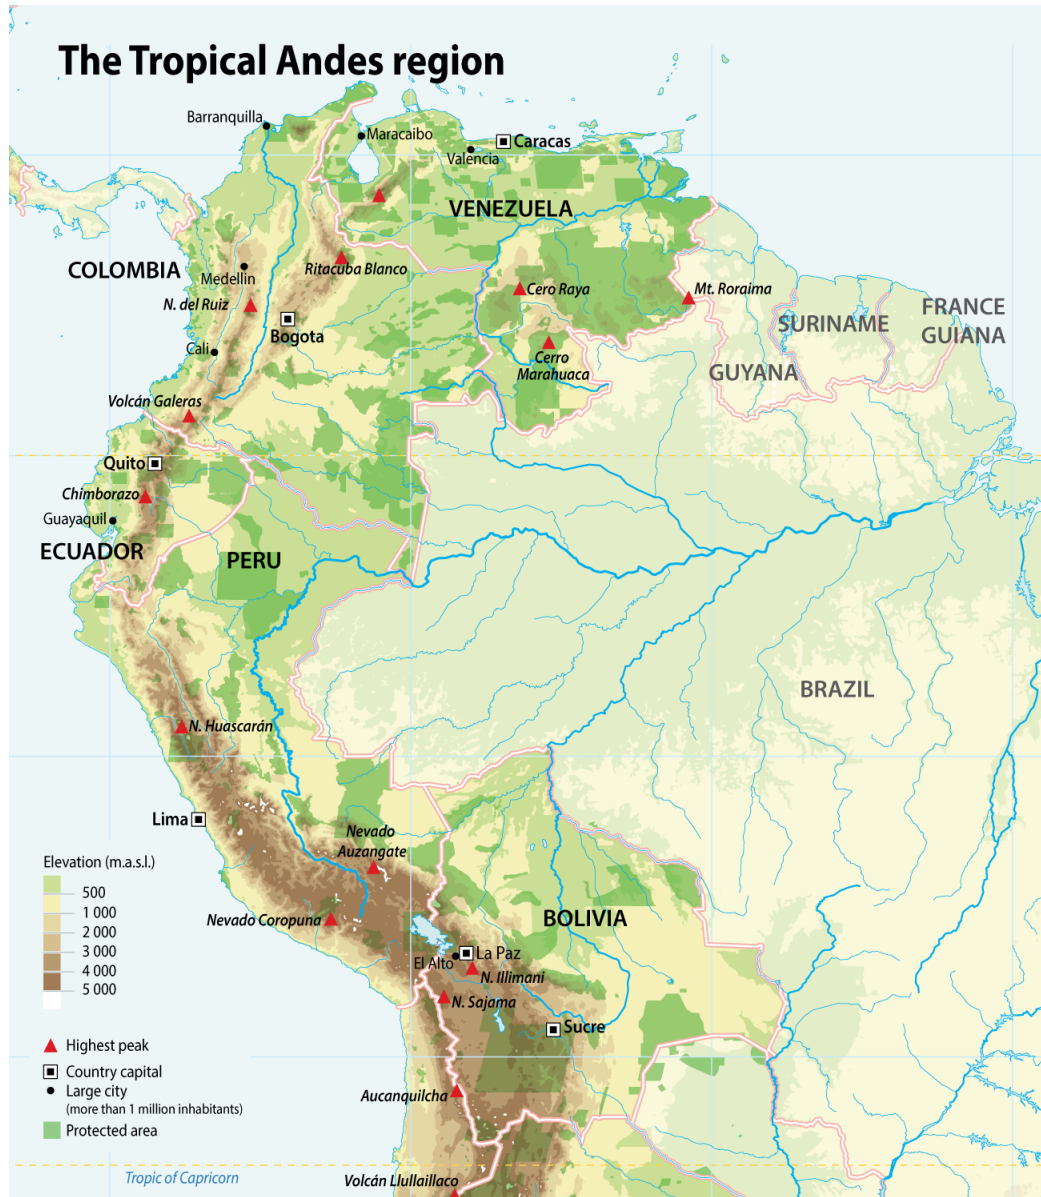 The Tropical Andes region
Barranquilla
Maracaibo
Caracas
Valencia
VENEZUELA
COLOMBIA
Ritacuba Blanco
Medellin
Cero Raya
Mt. Roraima
N. del Ruiz
FRANCE
GUIANA
SURINAME
Bogota
Cali
Cerro
Marahuaca
GUYANA
Volcán Galeras
Quito
Chimborazo
Guayaquil
ECUADOR
PERU
BRAZIL
N. Huascarán
Lima
Nevado
Auzangate
Elevation (m.a.s.l.)
500
1 000
2 000
3 000
4 000
5 000
Nevado Coropuna
BOLIVIA
La Paz
El Alto
N. Illimani
N. Sajama
Sucre
Highest peak
Country capital
Large city
(more than 1 million inhabitants)
Protected area
Aucanquilcha
Tropic of Capricorn
Volcán Llullaillaco